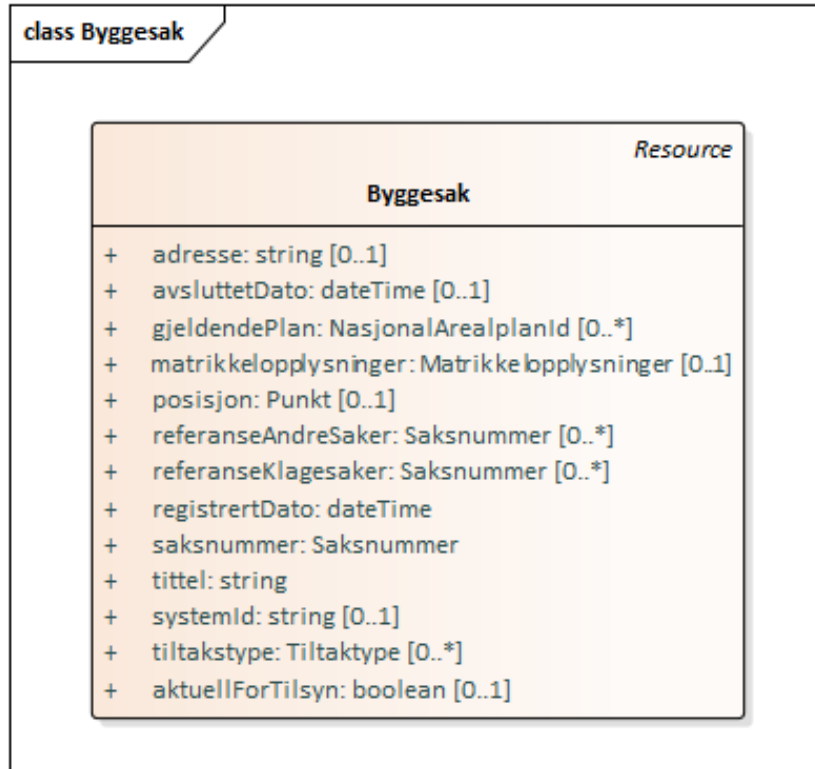 class Byggesak
Resource
Byggesak
+ adresse: string [0..1]
+ avsluttetDato: dateTime [0..1]
+ gjeldendePlan: NasjonalArealplanId [0..*]
+ matrikkelopplysninger: Matrikkelopplysninger [0..1]
+ posisjon: Punkt [0..1]
+ referanseAndreSaker: Saksnummer [0..*]
+ referanseKlagesaker: Saksnummer [0..*]
+ registrertDato: dateTime
+ saksnummer: Saksnummer
+ tittel: string
+ systemId: string [0..1]
+ tiltakstype: Tiltaktype [0..*]
+ aktuellForTilsyn: boolean [0..1]